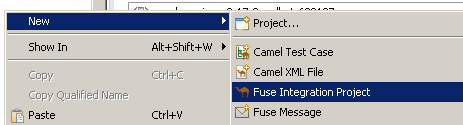 New
Show In Alt+Shift+W
Copy Ctrl+C
Copy Qualified Name
Paste Ctrl+V
Project...
Camel Test Case
Camel XML File
Fuse Integration Project
Fuse Message